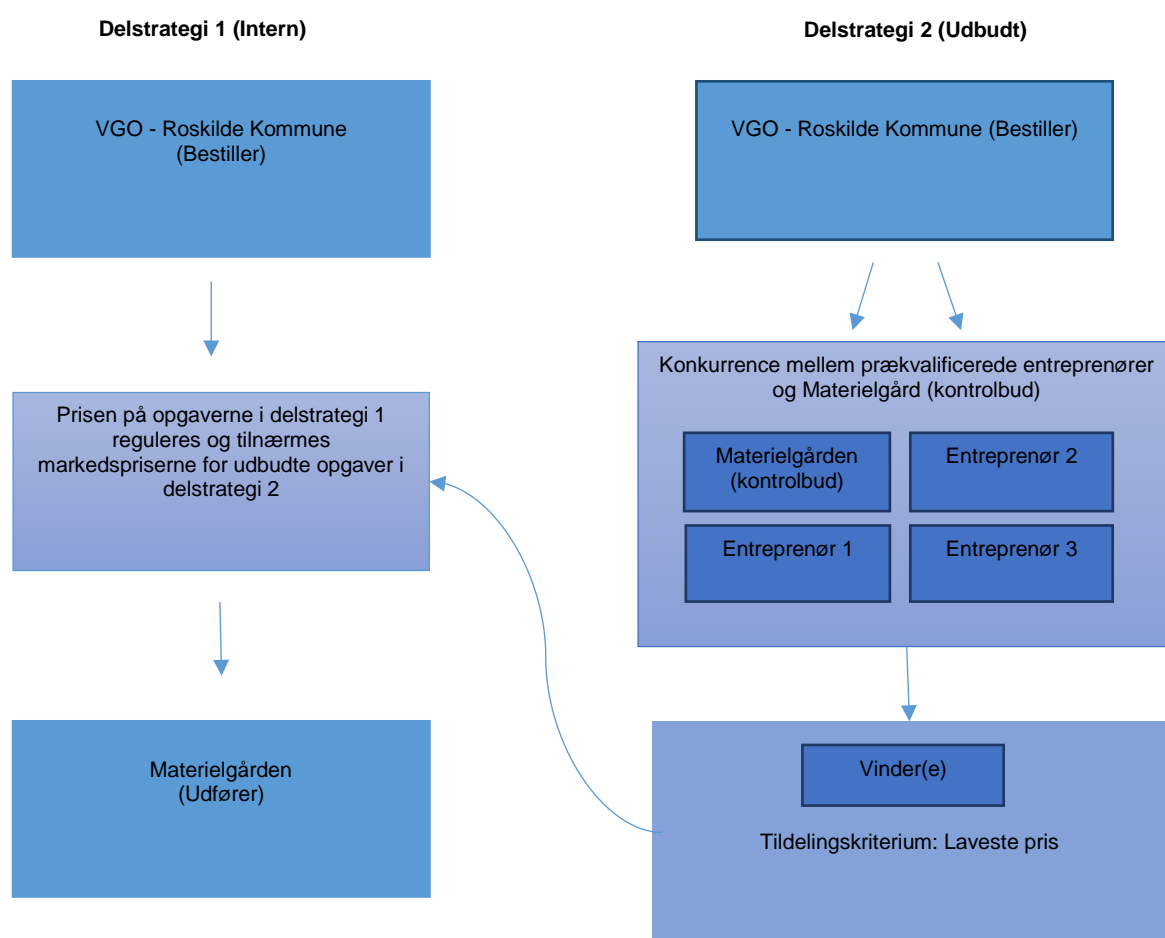 Delstrategi 1 (Intern)
VGO - Roskilde Kommune
(Bestiller)
Prisen på opgaverne i delstrategi 1
reguleres og tilnærmes
markedspriserne for udbudte opgaver i
delstrategi 2
Materielgården
(Udfører)
Delstrategi 2 (Udbudt)
VGO - Roskilde Kommune (Bestiller)
Konkurrence mellem prækvalificerede entreprenører
og Materielgård (kontrolbud)
Materielgården
(kontrolbud)
Entreprenør 2
Entreprenør 1
Entreprenør 3
Vinder(e)
Tildelingskriterium: Laveste pris